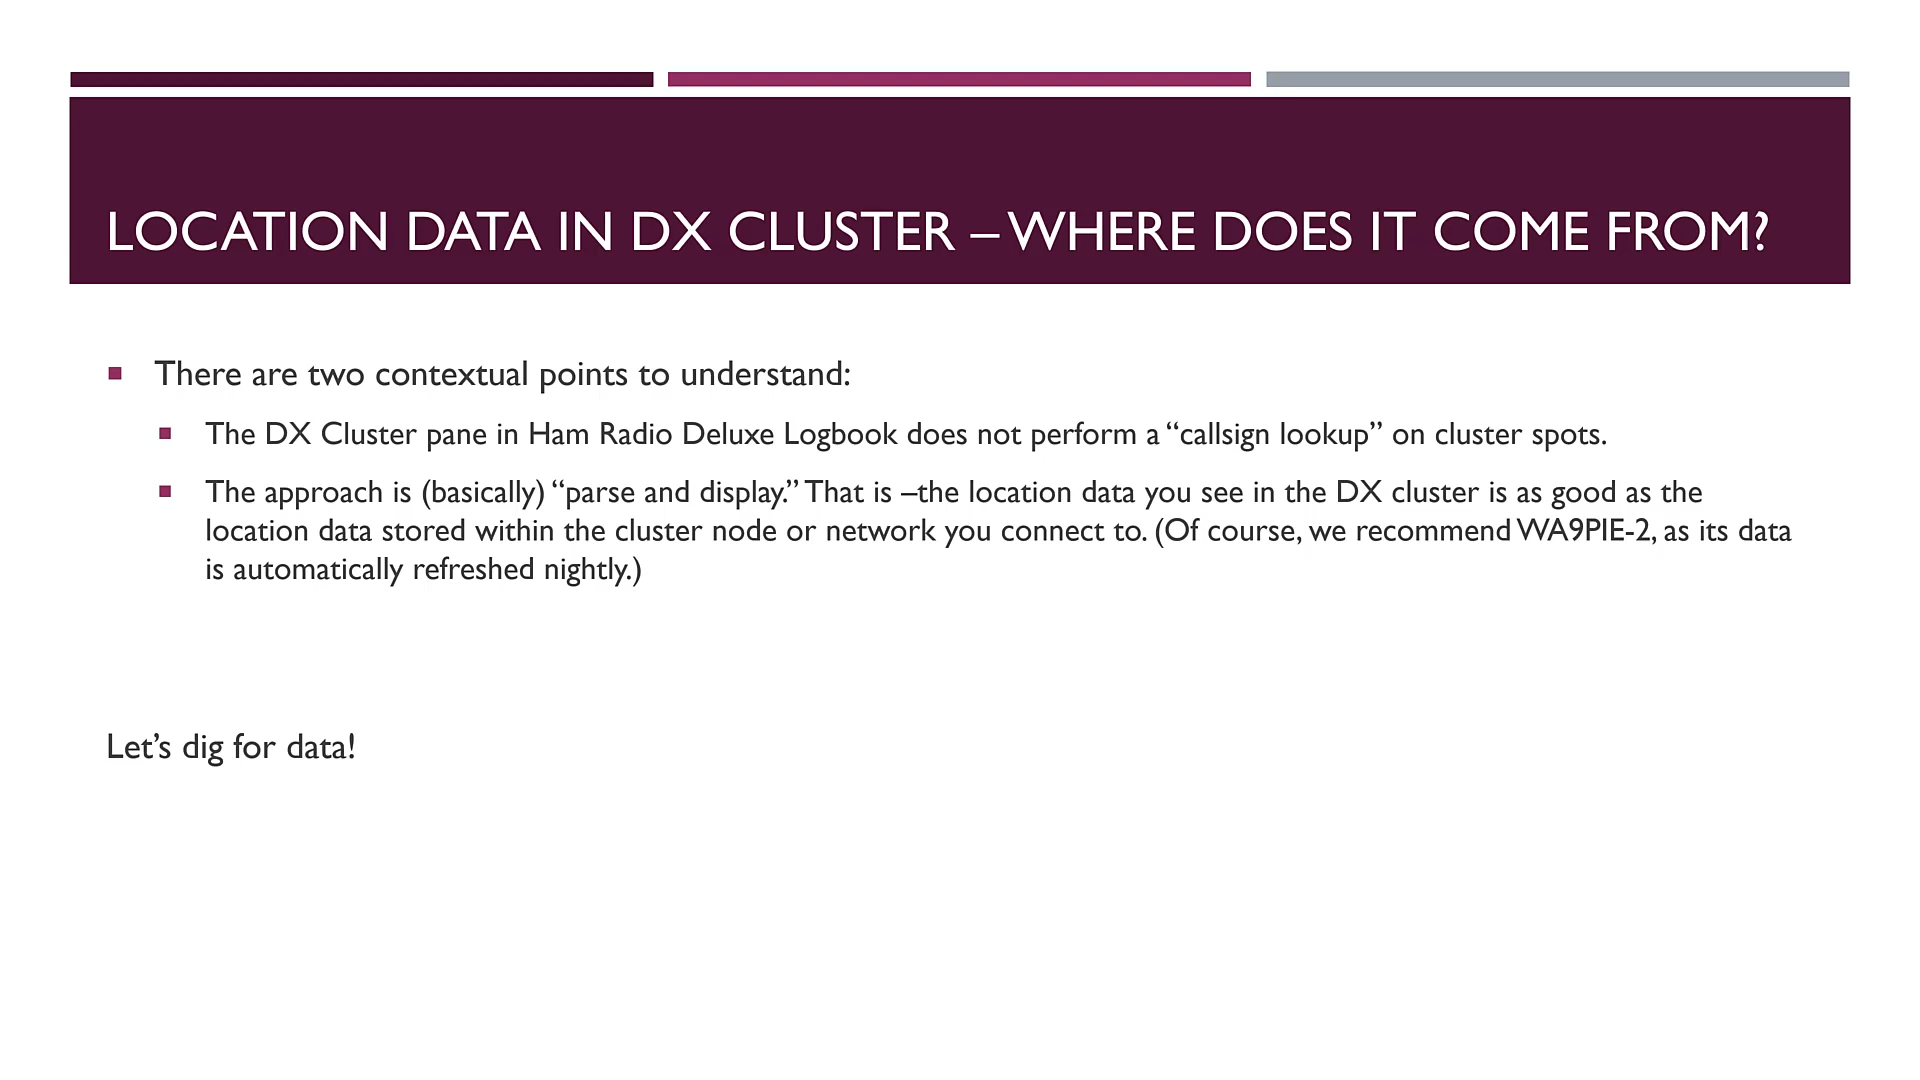 LOCATION DATA IN DX CLUSTER – WHERE DOES IT COME FROM?
There are two contextual points to understand:
The DX Cluster pane in Ham Radio Deluxe Logbook does not perform a “callsign lookup” on cluster spots.
The approach is (basically) “parse and display.” That is –the location data you see in the DX cluster is as good as the
location data stored within the cluster node or network you connect to. (Of course, we recommend WA9PIE-2, as its data
is automatically refreshed nightly.)
Let’s dig for data!